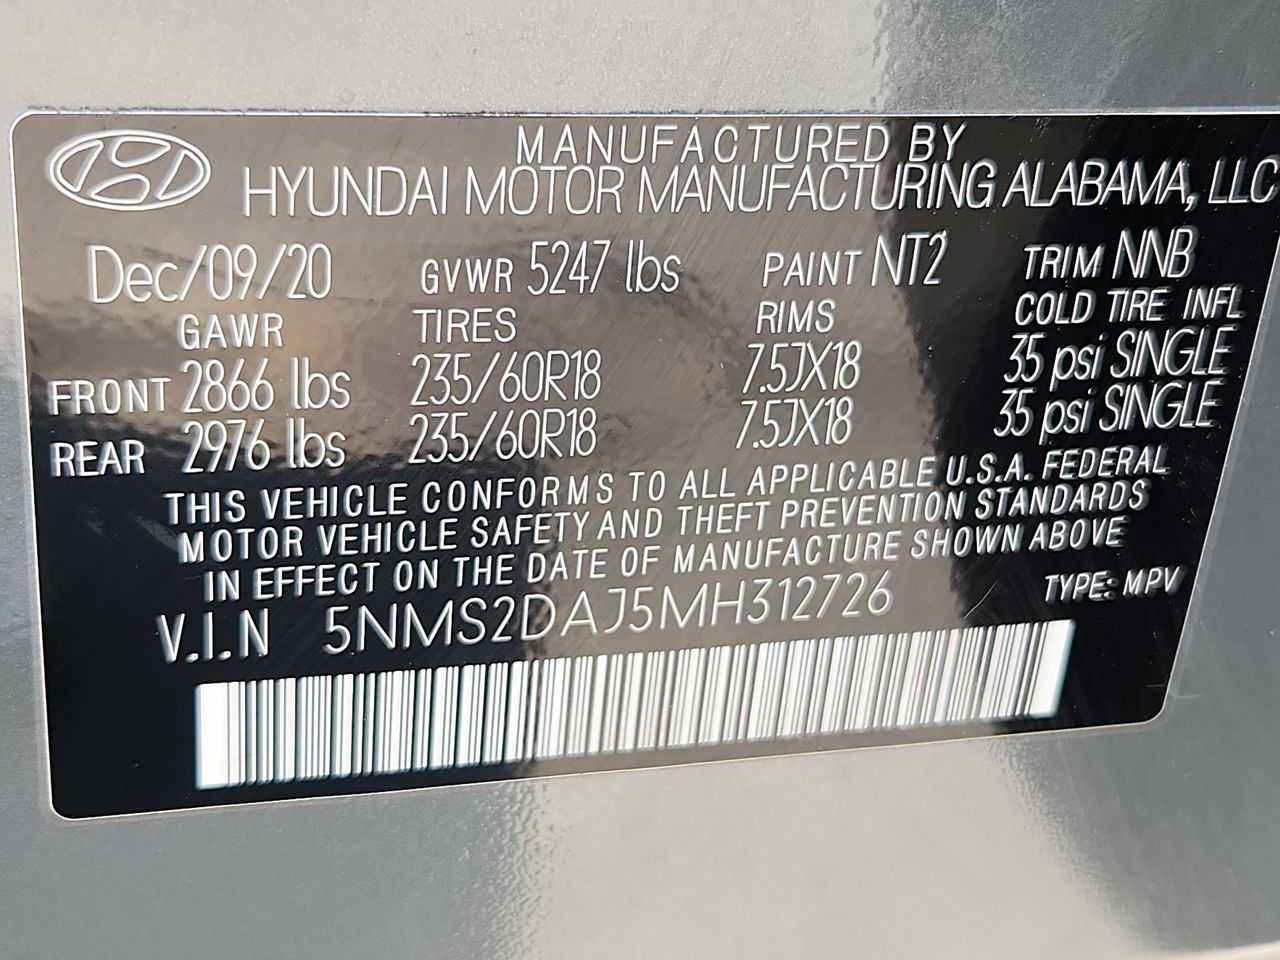 MANUFACTURED BY
HYUNDAI MOTOR MANUFACTURING ALABAMA, LLC
Dec/09/20 GVWR 5247 lbs PAINT NT2 TRIM NNB
GAWR TIRES RIMS COLD TIRE INFL
FRONT 2866 lbs 235/60R18 7.5JX18 35 psi SINGLE
REAR 2976 lbs 235/60R18 7.5JX18 35 psi SINGLE
THIS VEHICLE CONFORMS TO ALL APPLICABLE U.S.A. FEDERAL
MOTOR VEHICLE SAFETY AND THEFT PREVENTION STANDARDS
IN EFFECT ON THE DATE OF MANUFACTURE SHOWN ABOVE
V.I.N 5NMS2DAJ5MH312726 TYPE: MPV